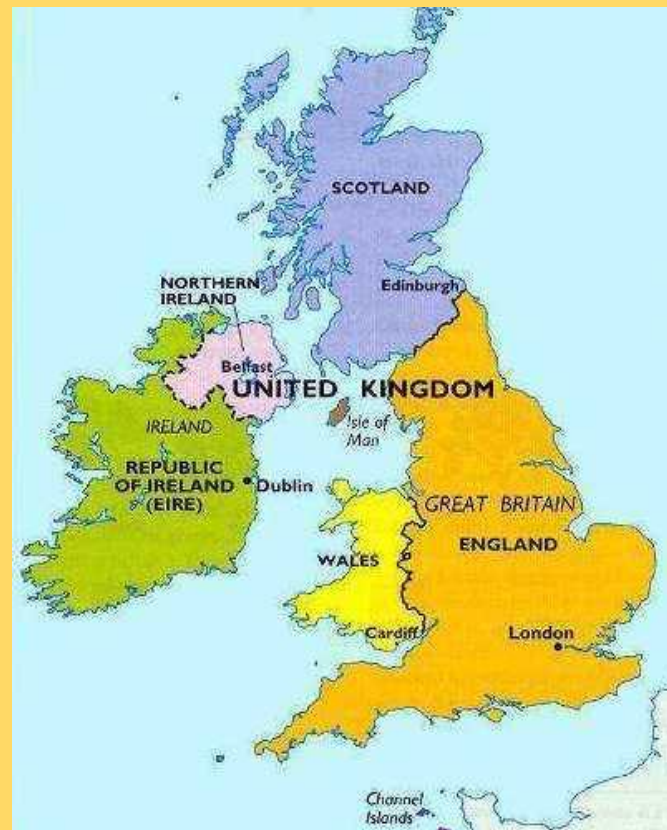 SCOTLAND
Edinburgh
NORTHERN
IRELAND
Belfast
UNITED KINGDOM
Isle of
Man
IRELAND
REPUBLIC
OF IRELAND
(EIRE)
Dublin
GREAT BRITAIN
ENGLAND
WALES
Cardiff
London
Channel
Islands